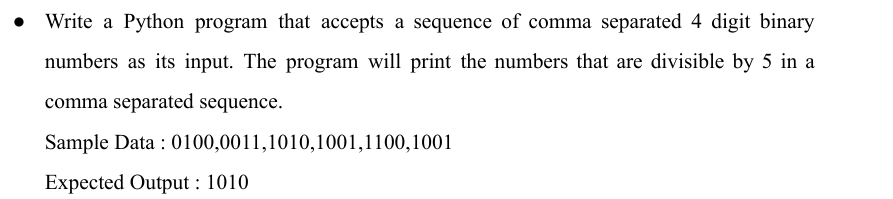 ● Write a Python program that accepts a sequence of comma separated 4 digit binary
numbers as its input. The program will print the numbers that are divisible by 5 in a
comma separated sequence.
Sample Data : 0100,0011,1010,1001,1100,1001
Expected Output : 1010